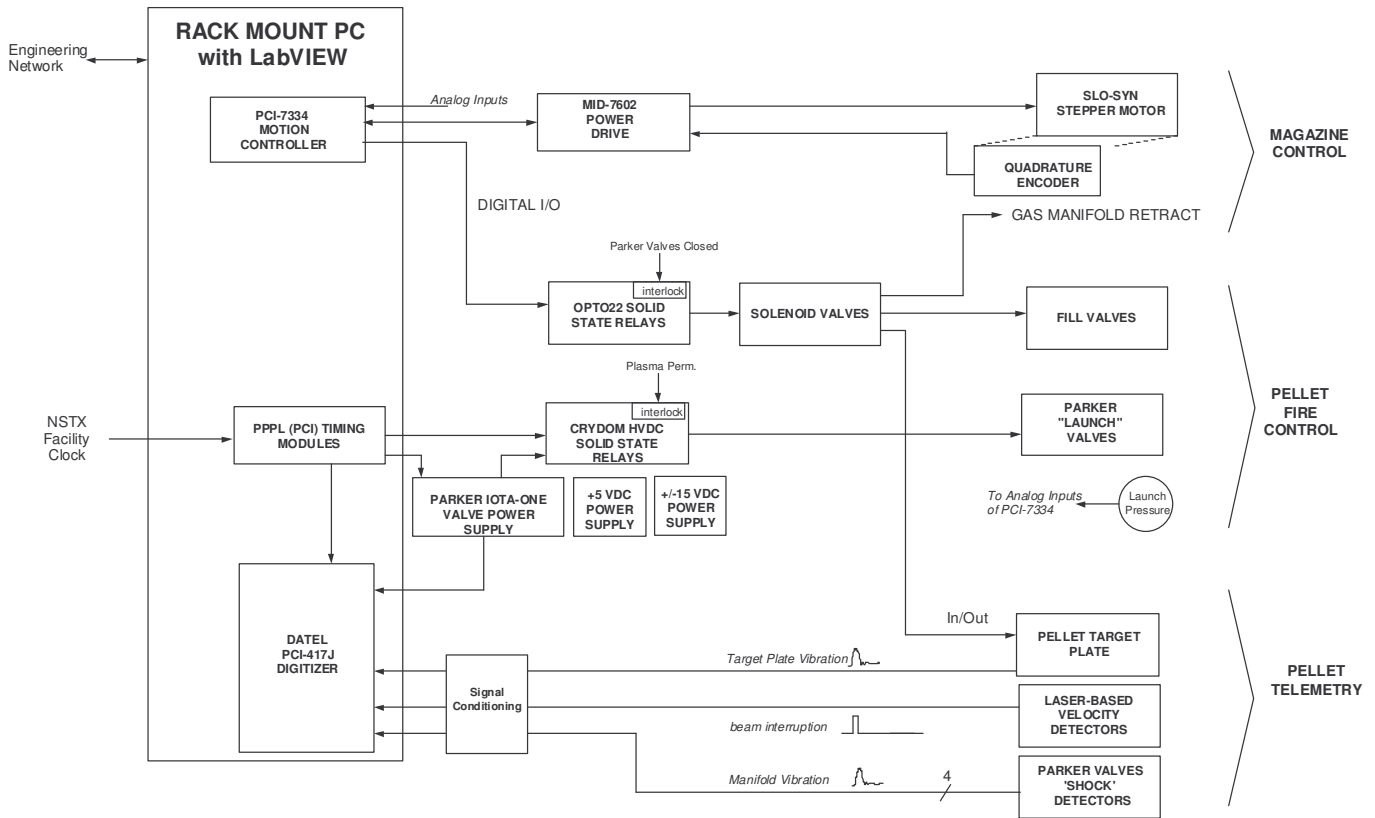 RACK MOUNT PC
with LabVIEW
Engineering
Network
PCI-7334
MOTION
CONTROLLER
Analog Inputs
MID-7602
POWER
DRIVE
SLO-SYN
STEPPER MOTOR
QUADRATURE
ENCODER
MAGAZINE
CONTROL
DIGITAL I/O
GAS MANIFOLD RETRACT
Parker Valves Closed
interlock
OPTO22 SOLID
STATE RELAYS
SOLENOID VALVES
FILL VALVES
Plasma Perm.
interlock
CRYDOM HVDC
SOLID STATE
RELAYS
PARKER
"LAUNCH"
VALVES
PELLET
FIRE
CONTROL
NSTX
Facility
Clock
PPPL (PCI) TIMING
MODULES
PARKER IOTA-ONE
VALVE POWER
SUPPLY
+5 VDC
POWER
SUPPLY
+/-15 VDC
POWER
SUPPLY
To Analog Inputs
of PCI-7334
Launch
Pressure
DATEL
PCI-417J
DIGITIZER
Signal
Conditioning
In/Out
PELLET TARGET
PLATE
Target Plate Vibration
LASER-BASED
VELOCITY
DETECTORS
beam interruption
PELLET
TELEMETRY
Manifold Vibration
4
PARKER VALVES
'SHOCK'
DETECTORS